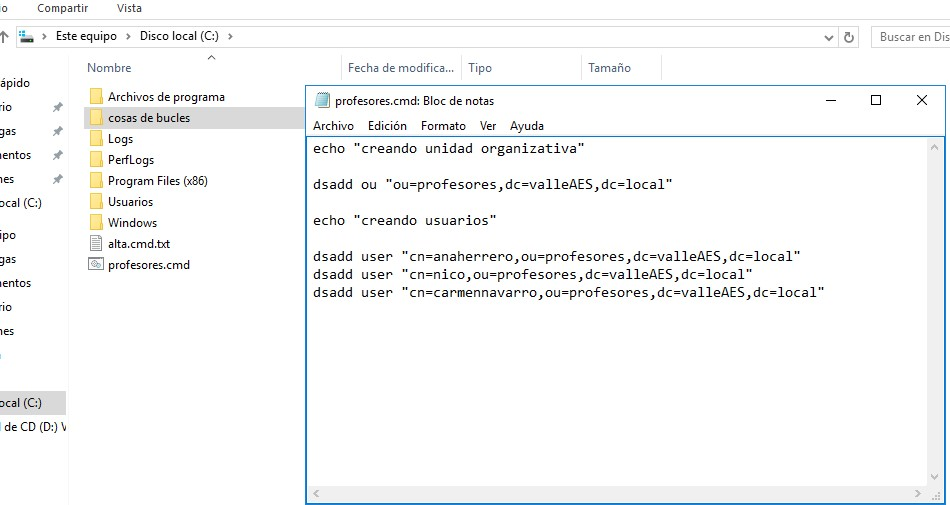 Compartir Vista
Este equipo Disco local (C:)
Buscar en Dis
Nombre Fecha de modifica... Tipo Tamaño
Archivos de programa
cosas de bucles
Logs
PerfLogs
Program Files (x86)
Usuarios
Windows
alta.cmd.txt
profesores.cmd
ápido
rio
gas
mentos
nes
ocal (C:)
ipo
gas
mentos
rio
nes
ocal (C:)
d de CD (D:) V
profesores.cmd: Bloc de notas
Archivo Edición Formato Ver Ayuda
echo "creando unidad organizativa"
dsadd ou "ou=profesores,dc=valleAES,dc=local"
echo "creando usuarios"
dsadd user "cn=anaherrero,ou=profesores,dc=valleAES,dc=local"
dsadd user "cn=nico,ou=profesores,dc=valleAES,dc=local"
dsadd user "cn=carmennavarro,ou=profesores,dc=valleAES,dc=local"